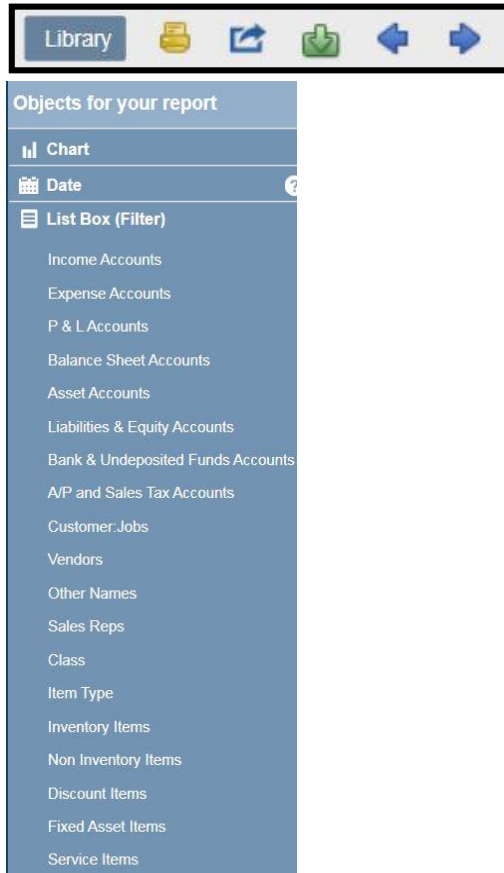 Library
Objects for your report
Chart
Date ?
List Box (Filter)
Income Accounts
Expense Accounts
P & L Accounts
Balance Sheet Accounts
Asset Accounts
Liabilities & Equity Accounts
Bank & Undeposited Funds Accounts
A/P and Sales Tax Accounts
Customer:Jobs
Vendors
Other Names
Sales Reps
Class
Item Type
Inventory Items
Non Inventory Items
Discount Items
Fixed Asset Items
Service Items